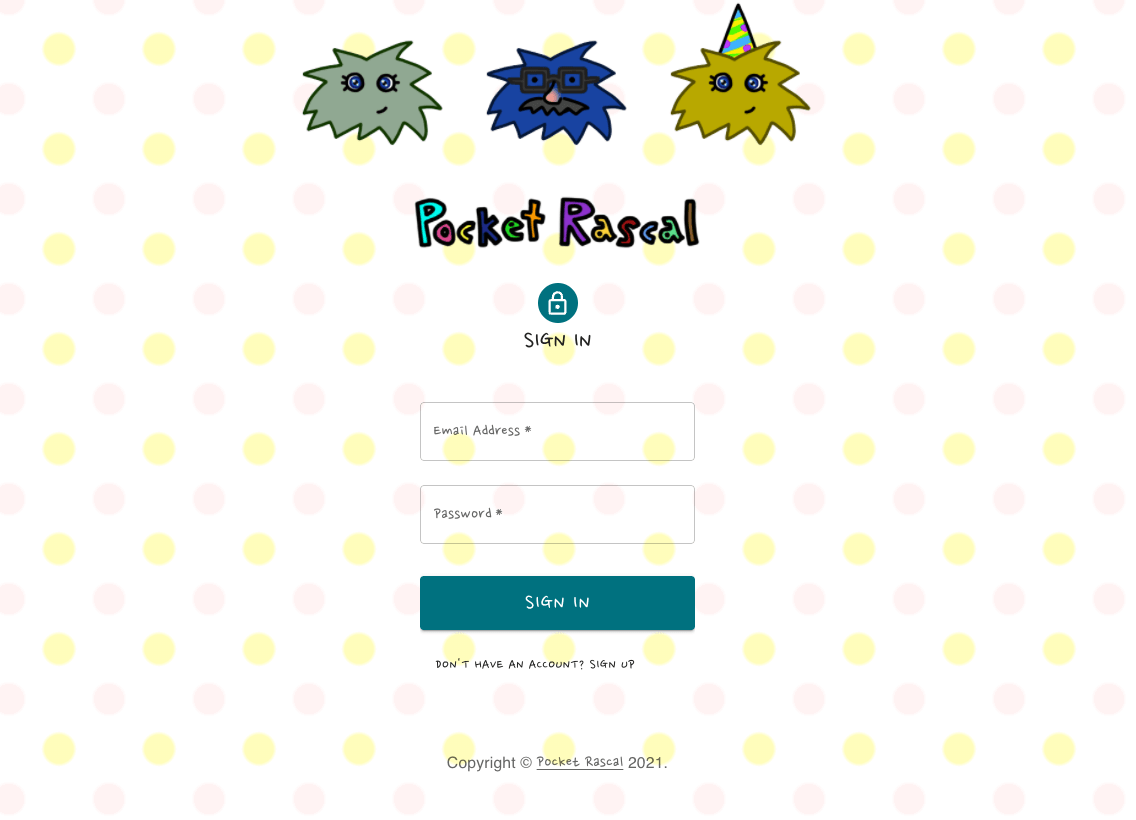 Pocket Rascal
SIGN IN
Email Address *
Password *
SIGN IN
DON'T HAVE AN ACCOUNT? SIGN UP
Copyright © Pocket Rascal 2021.